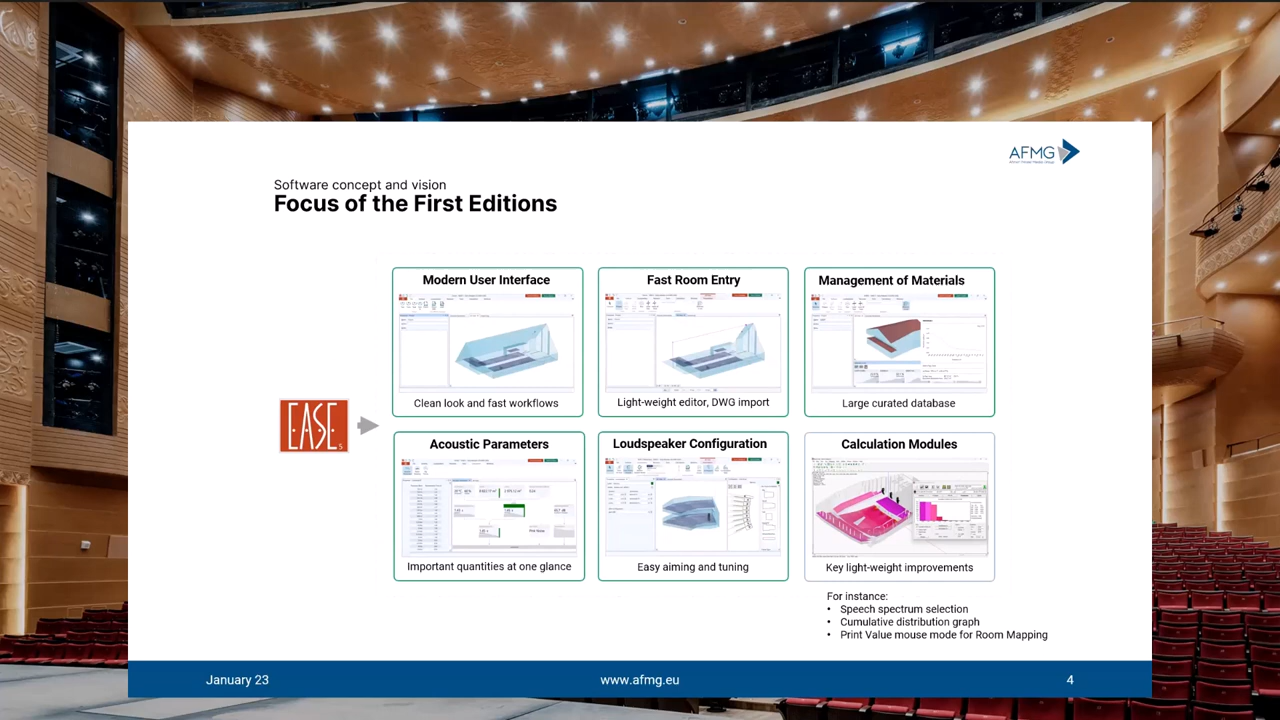 AFMG
Software concept and vision
Focus of the First Editions
Modern User Interface
Fast Room Entry
Management of Materials
Clean look and fast workflows
Light-weight editor, DWG import
Large curated database
EASE 5
Acoustic Parameters
Loudspeaker Configuration
Calculation Modules
Important quantities at one glance
Easy aiming and tuning
Key light-weight improvements
For instance:
• Speech spectrum selection
• Cumulative distribution graph
• Print Value mouse mode for Room Mapping
January 23
www.afmg.eu
4